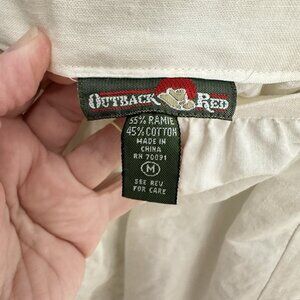 OUTBACK RED
55% RAMIE
45% COTTON
MADE IN
CHINA
RN 70091
M
SEE REV.
FOR CARE